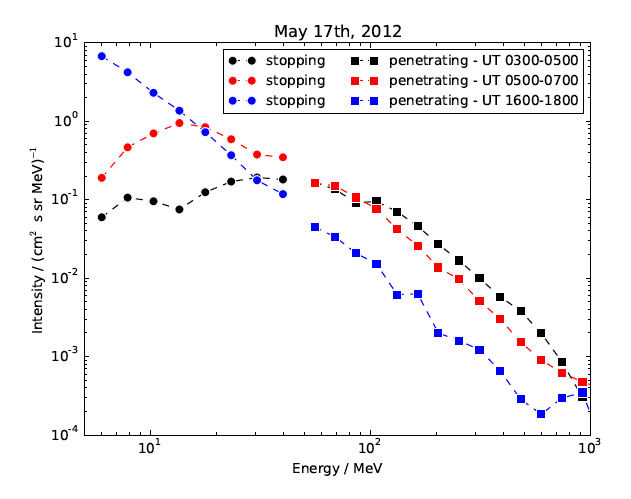 May 17th, 2012
stopping penetrating - UT 0300-0500
stopping penetrating - UT 0500-0700
stopping penetrating - UT 1600-1800
10^1
10^0
10^-1
10^-2
10^-3
10^-4
Intensity / (cm^2 s sr MeV)^-1
10^1 10^2 10^3
Energy / MeV